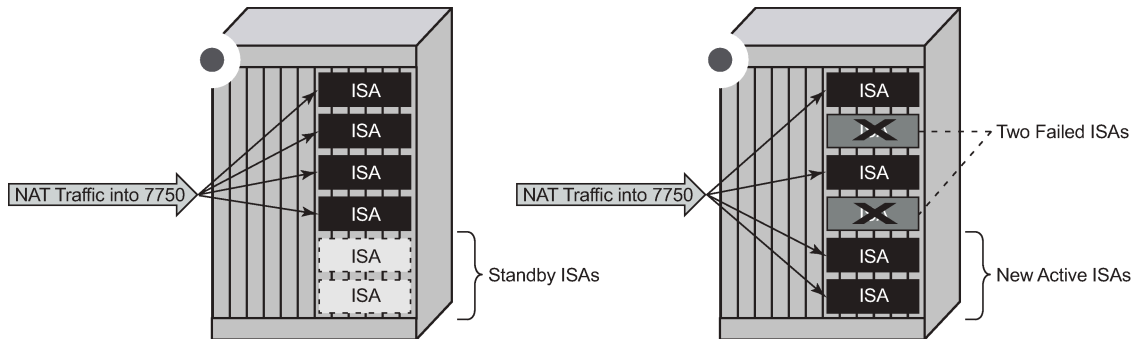 ISA
ISA
ISA
NAT Traffic into 7750
ISA
ISA
Standby ISAs
ISA
ISA
Two Failed ISAs
ISA
NAT Traffic into 7750
ISA
New Active ISAs
ISA